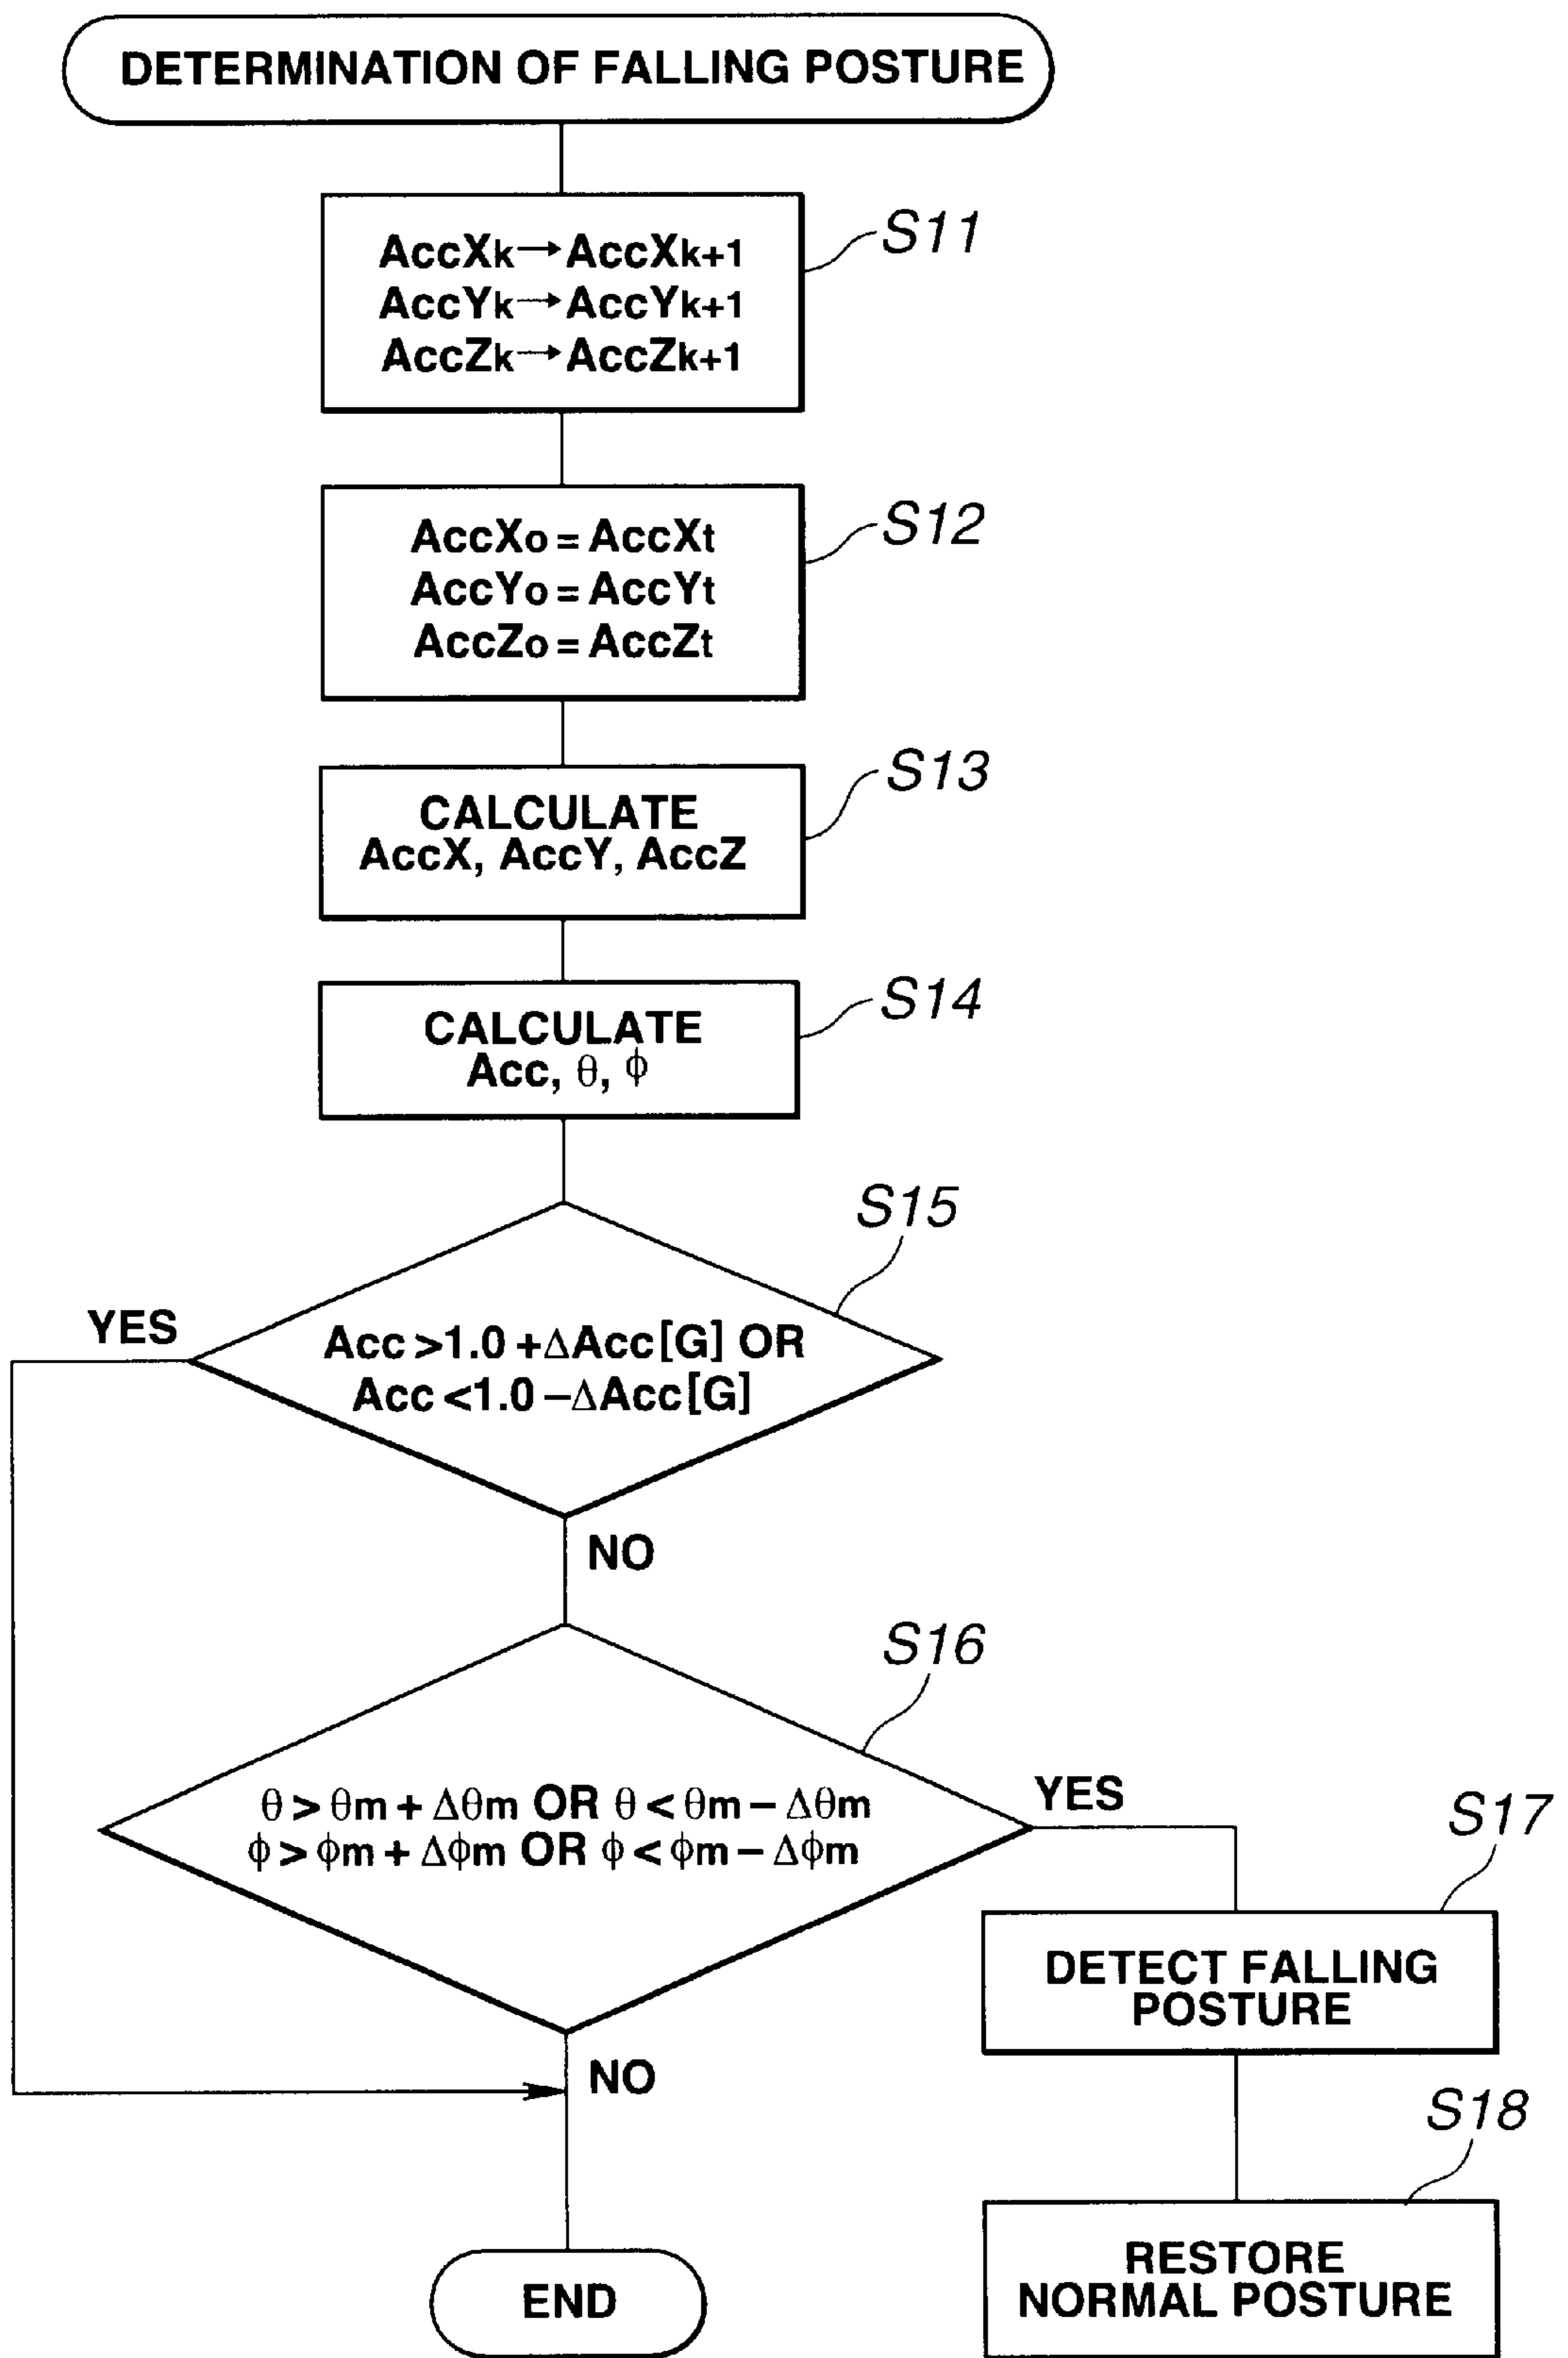 DETERMINATION OF FALLING POSTURE
AccXk→AccXk+1
AccYk→AccYk+1
AccZk→AccZk+1
S11
AccXo = AccXt
AccYo = AccYt
AccZo = AccZt
S12
CALCULATE
AccX, AccY, AccZ
S13
CALCULATE
Acc, θ, φ
S14
S15
YES
Acc >1.0 +ΔAcc[G] OR
Acc <1.0 −ΔAcc[G]
NO
S16
θ > θm + Δθm OR θ < θm − Δθm
φ > φm + Δφm OR φ < φm − Δφm
YES
S17
DETECT FALLING
POSTURE
NO
S18
RESTORE
NORMAL POSTURE
END